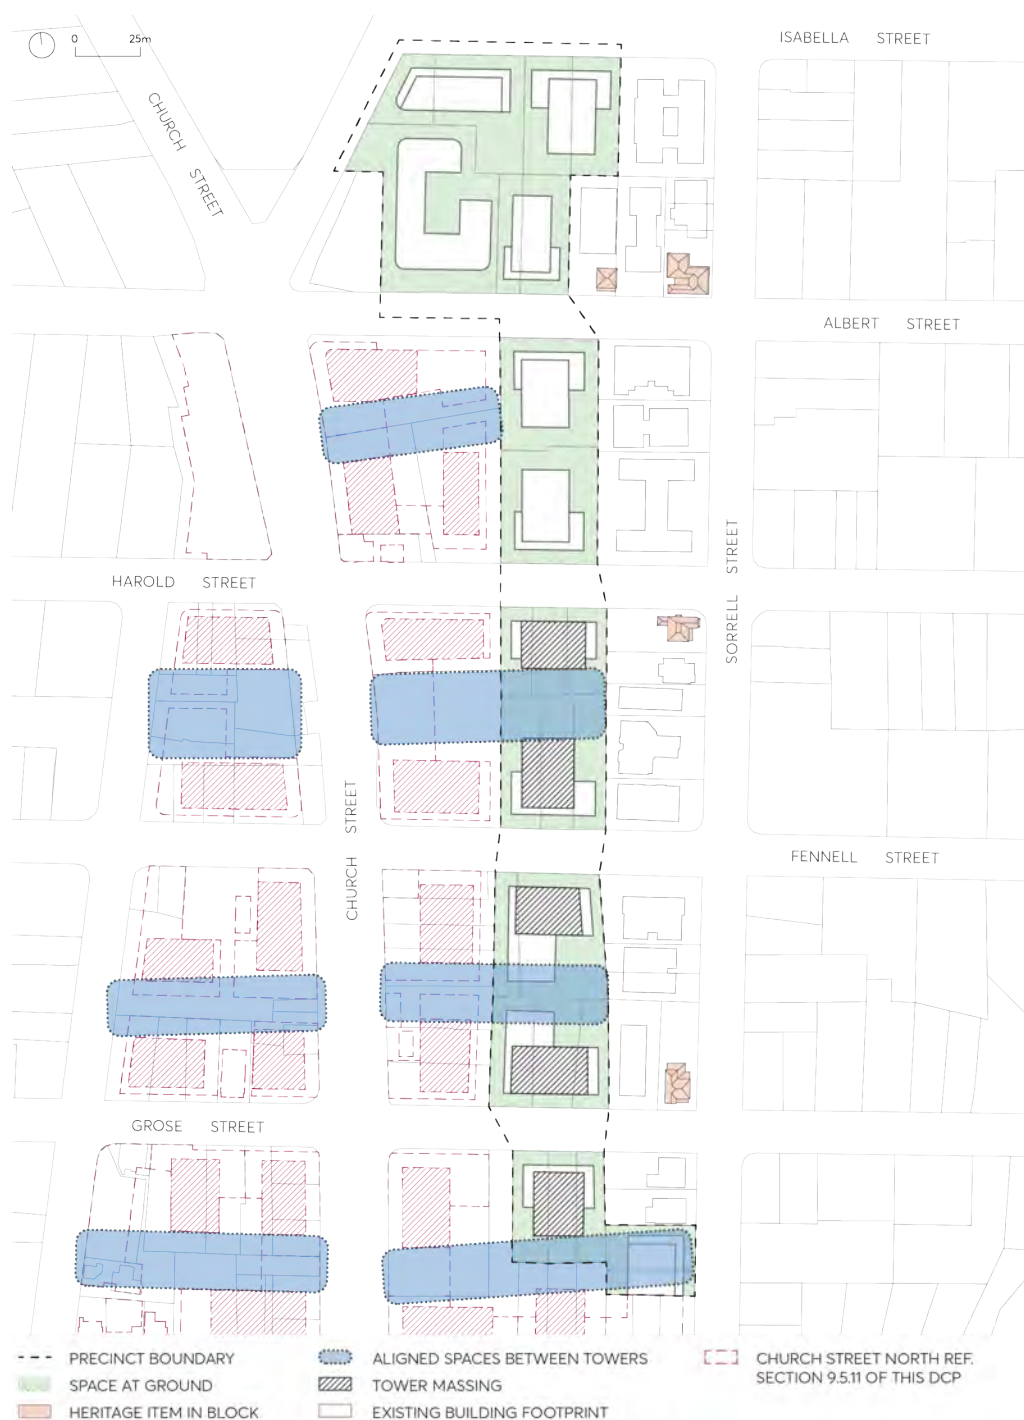 ISABELLA STREET
0 25m
CHURCH STREET
ALBERT STREET
SORRELL STREET
HAROLD STREET
CHURCH STREET
FENNELL STREET
GROSE STREET
PRECINCT BOUNDARY
SPACE AT GROUND
HERITAGE ITEM IN BLOCK
ALIGNED SPACES BETWEEN TOWERS
TOWER MASSING
EXISTING BUILDING FOOTPRINT
CHURCH STREET NORTH REF.
SECTION 9.5.11 OF THIS DCP